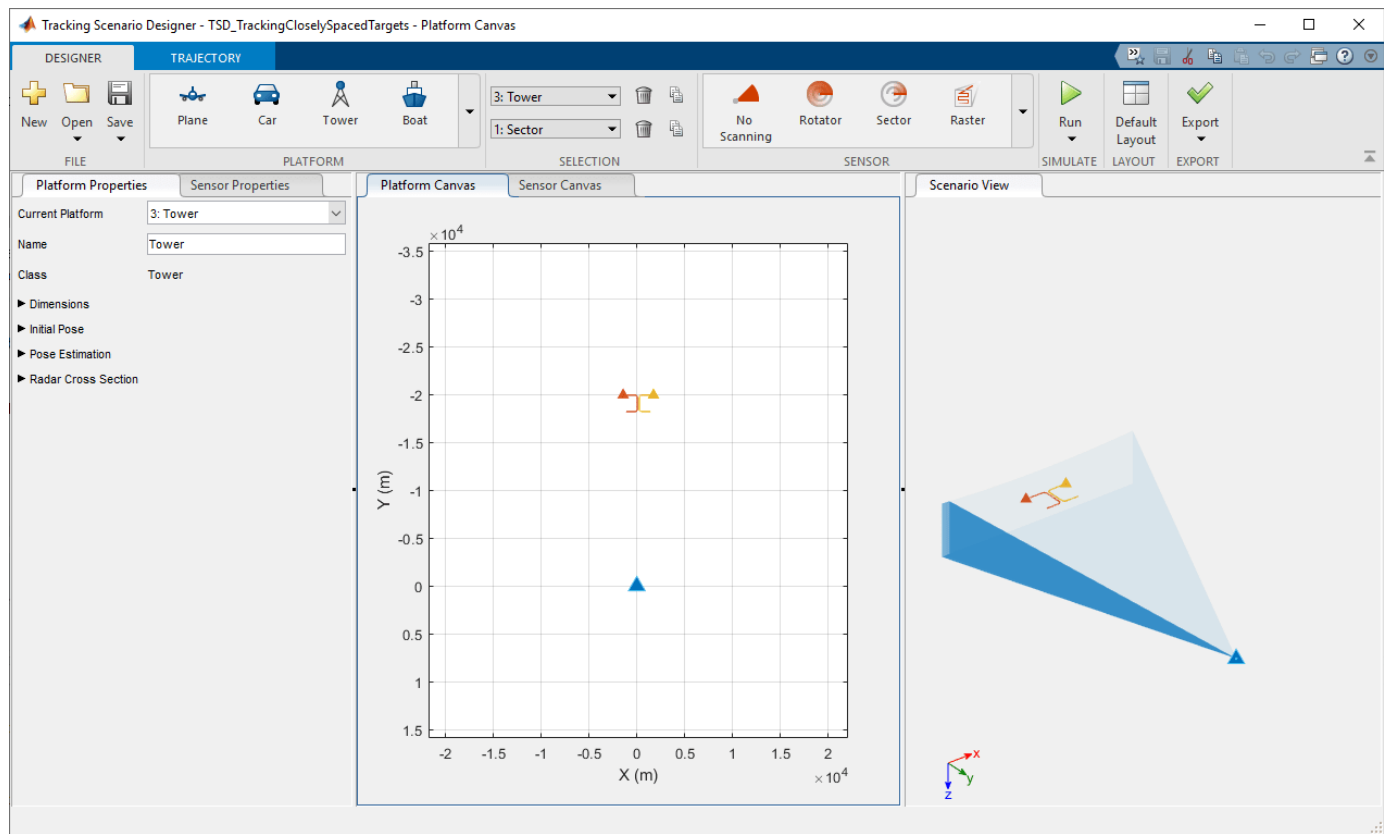 Tracking Scenario Designer - TSD_TrackingCloselySpacedTargets - Platform Canvas
DESIGNER TRAJECTORY
New Open Save
Plane Car Tower Boat
3: Tower
1: Sector
No Scanning Rotator Sector Raster
Run Default Layout Export
FILE PLATFORM SELECTION SENSOR SIMULATE LAYOUT EXPORT
Platform Properties Sensor Properties
Current Platform 3: Tower
Name Tower
Class Tower
Dimensions
Initial Pose
Pose Estimation
Radar Cross Section
Platform Canvas Sensor Canvas
×10⁴
-3.5
-3
-2.5
-2
-1.5
-1
-0.5
0
0.5
1
1.5
Y (m)
-2 -1.5 -1 -0.5 0 0.5 1 1.5 2
X (m)
×10⁴
Scenario View
x
y
z